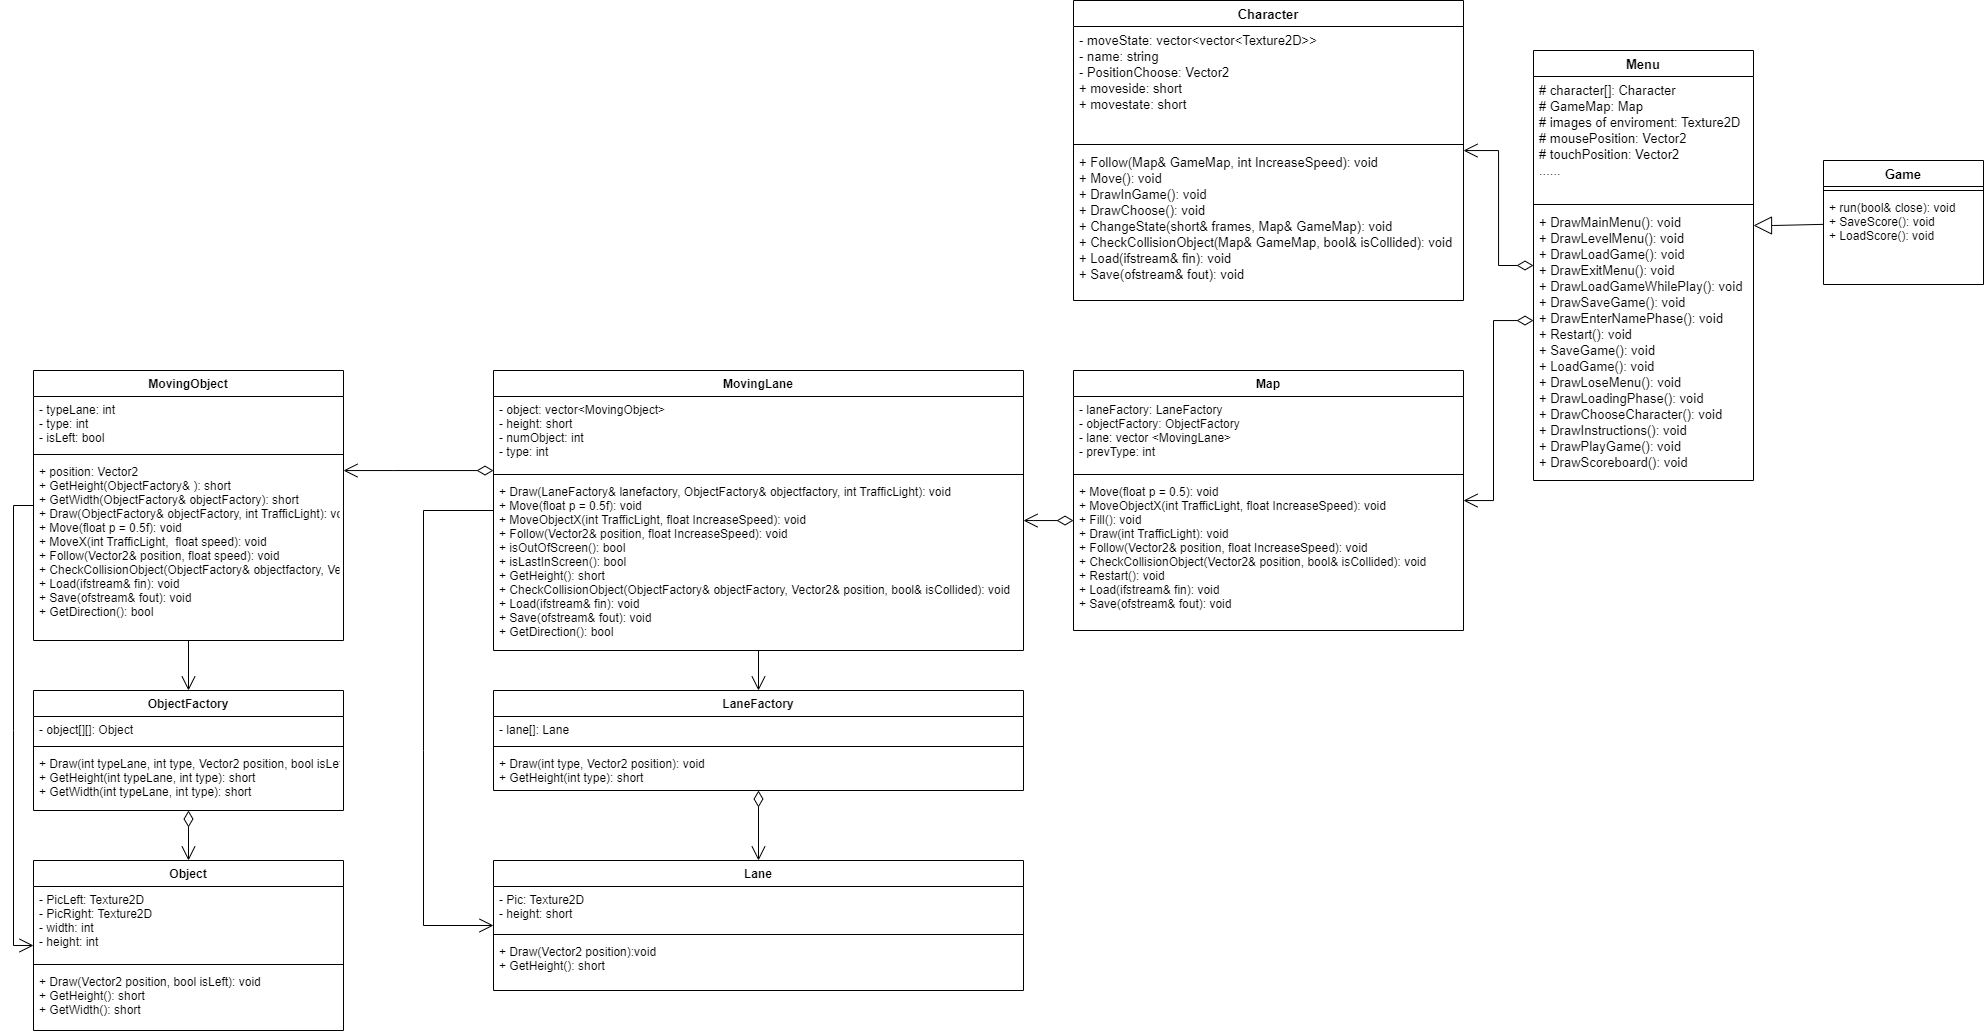 Character
- moveState: vector<vector<Texture2D>>
- name: string
- PositionChoose: Vector2
+ moveside: short
+ movestate: short
+ Follow(Map& GameMap, int IncreaseSpeed): void
+ Move(): void
+ DrawInGame(): void
+ DrawChoose(): void
+ ChangeState(short& frames, Map& GameMap): void
+ CheckCollisionObject(Map& GameMap, bool& isCollided): void
+ Load(ifstream& fin): void
+ Save(ofstream& fout): void
Menu
# character[]: Character
# GameMap: Map
# images of enviroment: Texture2D
# mousePosition: Vector2
# touchPosition: Vector2
......
+ DrawMainMenu(): void
+ DrawLevelMenu(): void
+ DrawLoadGame(): void
+ DrawExitMenu(): void
+ DrawLoadGameWhilePlay(): void
+ DrawSaveGame(): void
+ DrawEnterNamePhase(): void
+ Restart(): void
+ SaveGame(): void
+ LoadGame(): void
+ DrawLoseMenu(): void
+ DrawLoadingPhase(): void
+ DrawChooseCharacter(): void
+ DrawInstructions(): void
+ DrawPlayGame(): void
+ DrawScoreboard(): void
Game
+ run(bool& close): void
+ SaveScore(): void
+ LoadScore(): void
MovingObject
- typeLane: int
- type: int
- isLeft: bool
+ position: Vector2
+ GetHeight(ObjectFactory& ): short
+ GetWidth(ObjectFactory& objectFactory): short
+ Draw(ObjectFactory& objectFactory, int TrafficLight): vo
+ Move(float p = 0.5f): void
+ MoveX(int TrafficLight,  float speed): void
+ Follow(Vector2& position, float speed): void
+ CheckCollisionObject(ObjectFactory& objectfactory, Ve
+ Load(ifstream& fin): void
+ Save(ofstream& fout): void
+ GetDirection(): bool
MovingLane
- object: vector<MovingObject>
- height: short
- numObject: int
- type: int
+ Draw(LaneFactory& lanefactory, ObjectFactory& objectfactory, int TrafficLight): void
+ Move(float p = 0.5f): void
+ MoveObjectX(int TrafficLight, float IncreaseSpeed): void
+ Follow(Vector2& position, float IncreaseSpeed): void
+ isOutOfScreen(): bool
+ isLastInScreen(): bool
+ GetHeight(): short
+ CheckCollisionObject(ObjectFactory& objectFactory, Vector2& position, bool& isCollided): void
+ Load(ifstream& fin): void
+ Save(ofstream& fout): void
+ GetDirection(): bool
Map
- laneFactory: LaneFactory
- objectFactory: ObjectFactory
- lane: vector <MovingLane>
- prevType: int
+ Move(float p = 0.5): void
+ MoveObjectX(int TrafficLight, float IncreaseSpeed): void
+ Fill(): void
+ Draw(int TrafficLight): void
+ Follow(Vector2& position, float IncreaseSpeed): void
+ CheckCollisionObject(Vector2& position, bool& isCollided): void
+ Restart(): void
+ Load(ifstream& fin): void
+ Save(ofstream& fout): void
ObjectFactory
- object[][]: Object
+ Draw(int typeLane, int type, Vector2 position, bool isLe
+ GetHeight(int typeLane, int type): short
+ GetWidth(int typeLane, int type): short
LaneFactory
- lane[]: Lane
+ Draw(int type, Vector2 position): void
+ GetHeight(int type): short
Object
- PicLeft: Texture2D
- PicRight: Texture2D
- width: int
- height: int
+ Draw(Vector2 position, bool isLeft): void
+ GetHeight(): short
+ GetWidth(): short
Lane
- Pic: Texture2D
- height: short
+ Draw(Vector2 position):void
+ GetHeight(): short